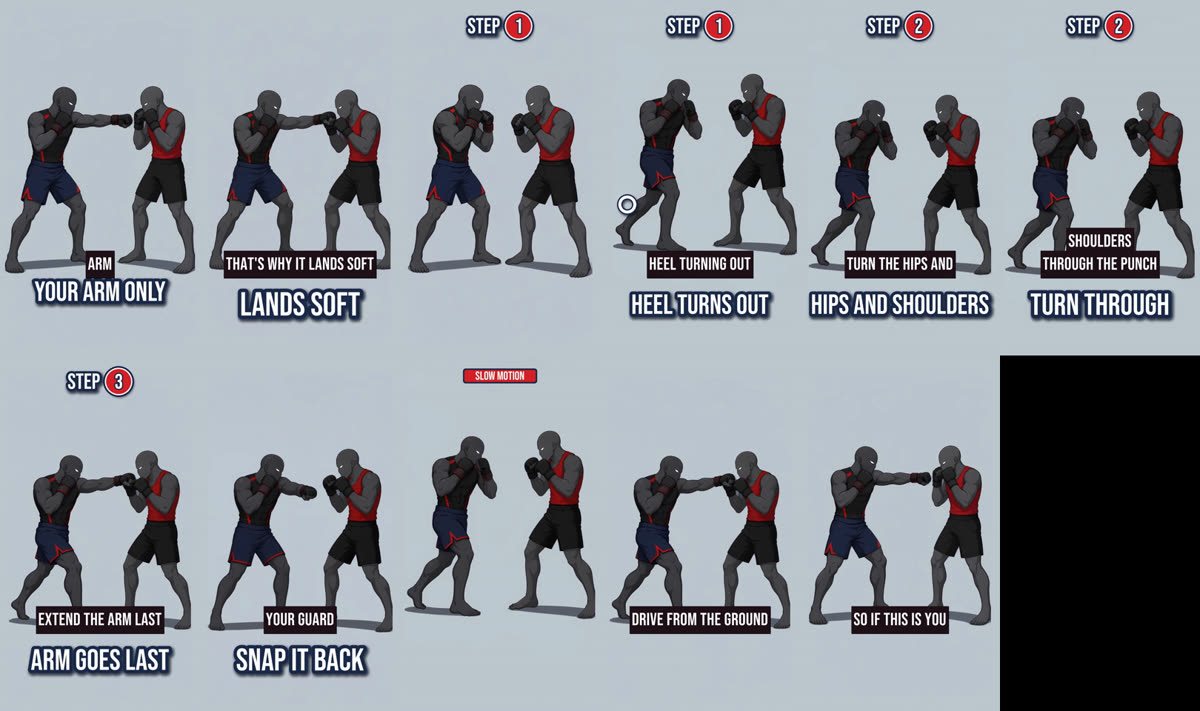 ARM
YOUR ARM ONLY
THAT'S WHY IT LANDS SOFT
LANDS SOFT
STEP 1
STEP 1
HEEL TURNING OUT
HEEL TURNS OUT
STEP 2
TURN THE HIPS AND
HIPS AND SHOULDERS
STEP 2
SHOULDERS
THROUGH THE PUNCH
TURN THROUGH
STEP 3
EXTEND THE ARM LAST
ARM GOES LAST
YOUR GUARD
SNAP IT BACK
SLOW MOTION
DRIVE FROM THE GROUND
SO IF THIS IS YOU